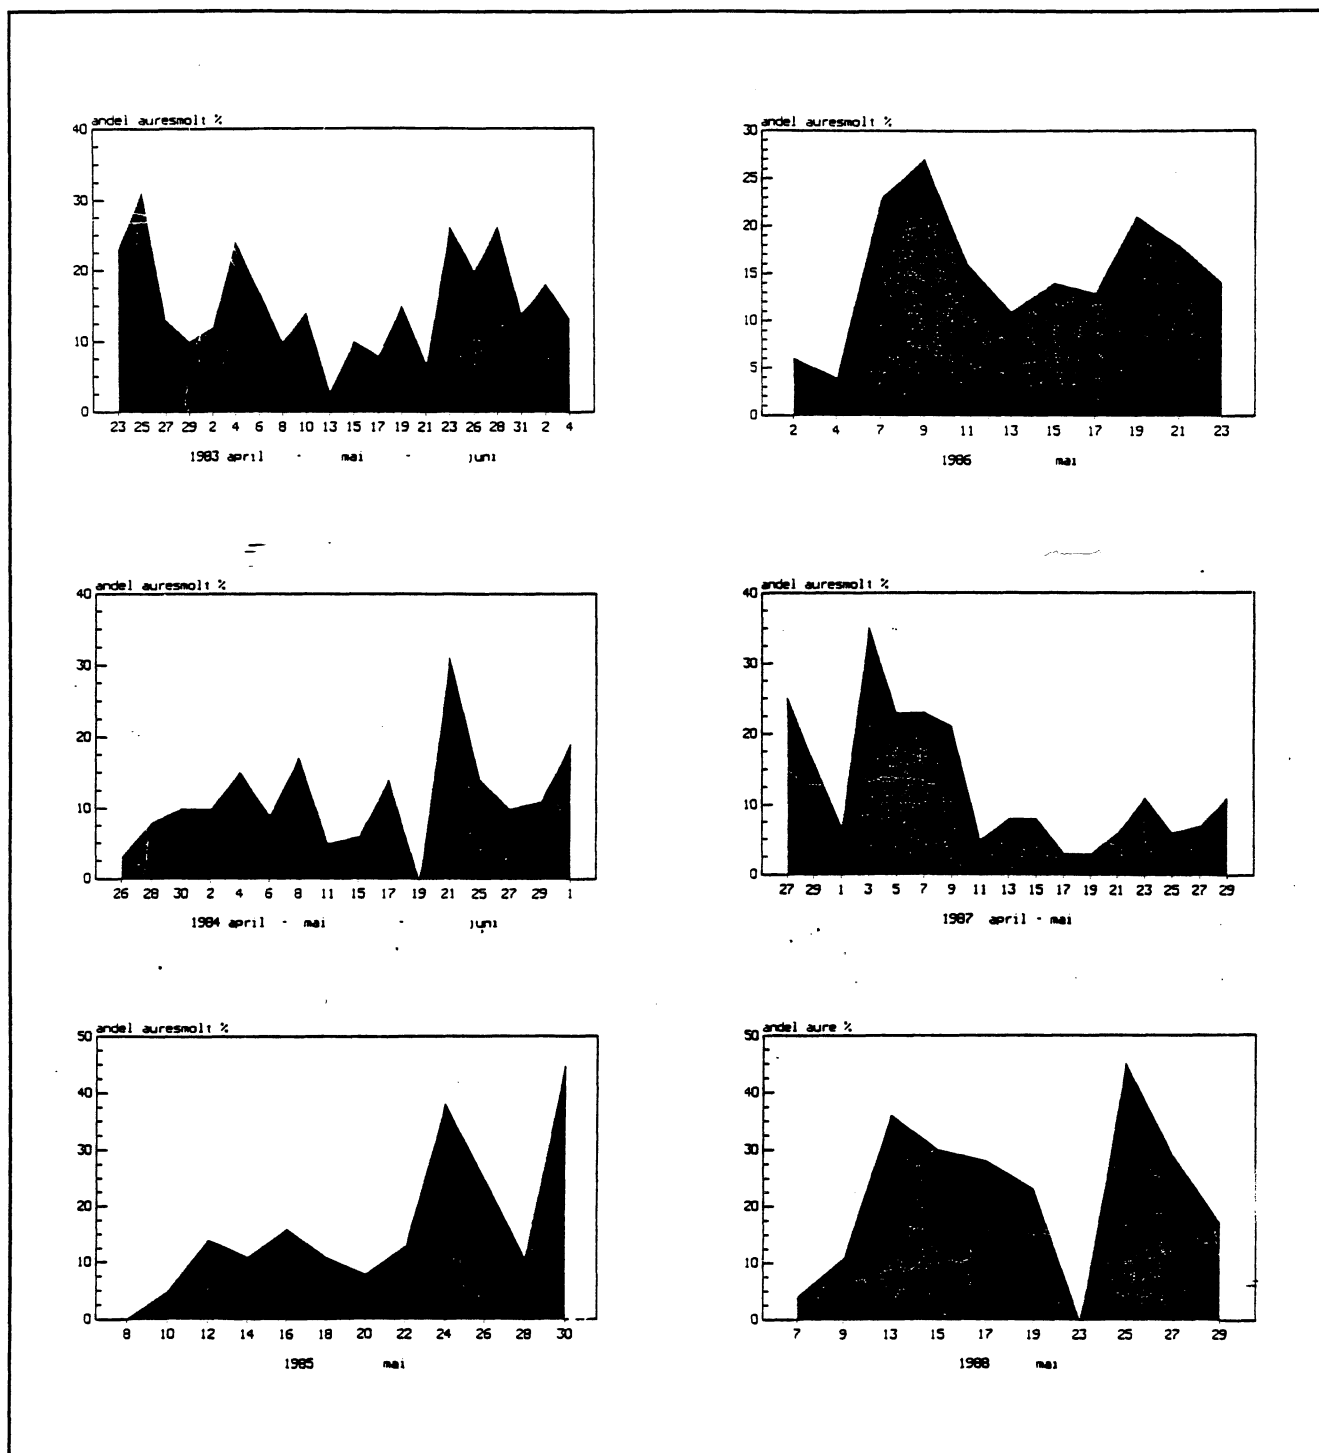 andel auresmolt %
40
30
20
10
0
23 25 27 29 2 4 6 8 10 13 15 17 19 21 23 26 28 31 2 4
1983 april - mai - juni
andel auresmolt %
30
25
20
15
10
5
0
2 4 7 9 11 13 15 17 19 21 23
1986 mai
andel auresmolt %
40
30
20
10
0
26 28 30 2 4 6 8 11 15 17 19 21 25 27 29 1
1984 april - mai - juni
andel auresmolt %
40
30
20
10
0
27 29 1 3 5 7 9 11 13 15 17 19 21 23 25 27 29
1987 april - mai
andel auresmolt %
50
40
30
20
10
0
8 10 12 14 16 18 20 22 24 26 28 30
1985 mai
andel aure %
50
40
30
20
10
0
7 9 13 15 17 19 23 25 27 29
1988 mai